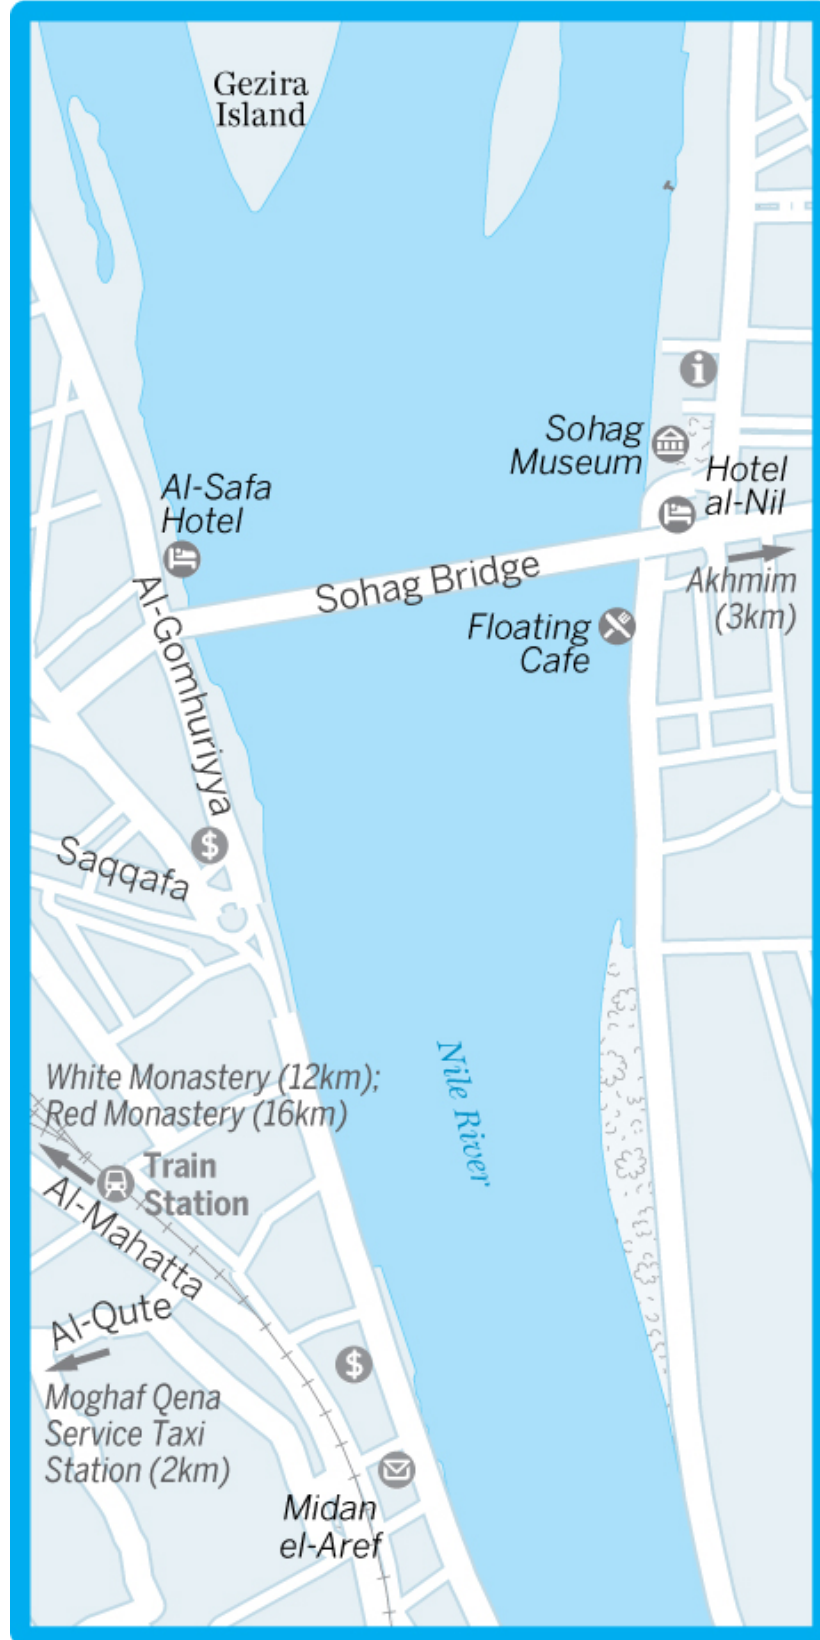 Gezira
Island
Sohag
Museum
Hotel
al-Nil
Al-Safa
Hotel
Sohag Bridge
Akhmim
(3km)
Floating
Cafe
Al-Gomhuriyya
$
Saqqafa
Nile River
White Monastery (12km);
Red Monastery (16km)
Train
Station
Al-Mahatta
Al-Qute
$
Moghaf Qena
Service Taxi
Station (2km)
Midan
el-Aref